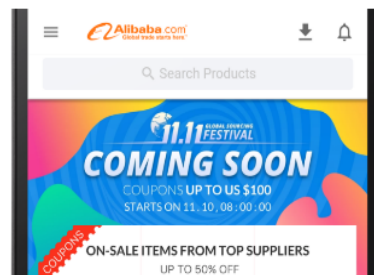 Alibaba.com
Global trade starts here.™
Search Products
11.11 GLOBAL SOURCING FESTIVAL
COMING SOON
COUPONS UP TO US $100
STARTS ON 11.10, 08:00:00
COUPONS
ON-SALE ITEMS FROM TOP SUPPLIERS
UP TO 50% OFF